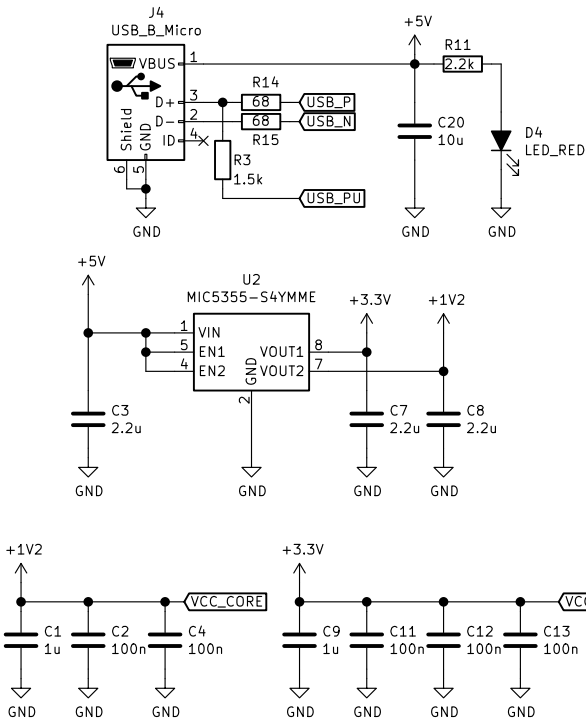 J4
USB_B_Micro
VBUS
1
D+
3
D-
2
ID
4
Shield
GND
6
5
GND
R14
68
USB_P
68
USB_N
R15
R3
1.5k
USB_PU
+5V
R11
2.2k
C20
10u
GND
D4
LED_RED
GND
+5V
C3
2.2u
GND
U2
MIC5355-S4YMME
1
VIN
5
EN1
4
EN2
GND
2
VOUT1
8
VOUT2
7
GND
+3.3V
C7
2.2u
GND
+1V2
C8
2.2u
GND
+1V2
VCC_CORE
C1
1u
C2
100n
C4
100n
GND
GND
GND
+3.3V
VCC
C9
1u
C11
100n
C12
100n
C13
100n
GND
GND
GND
GND